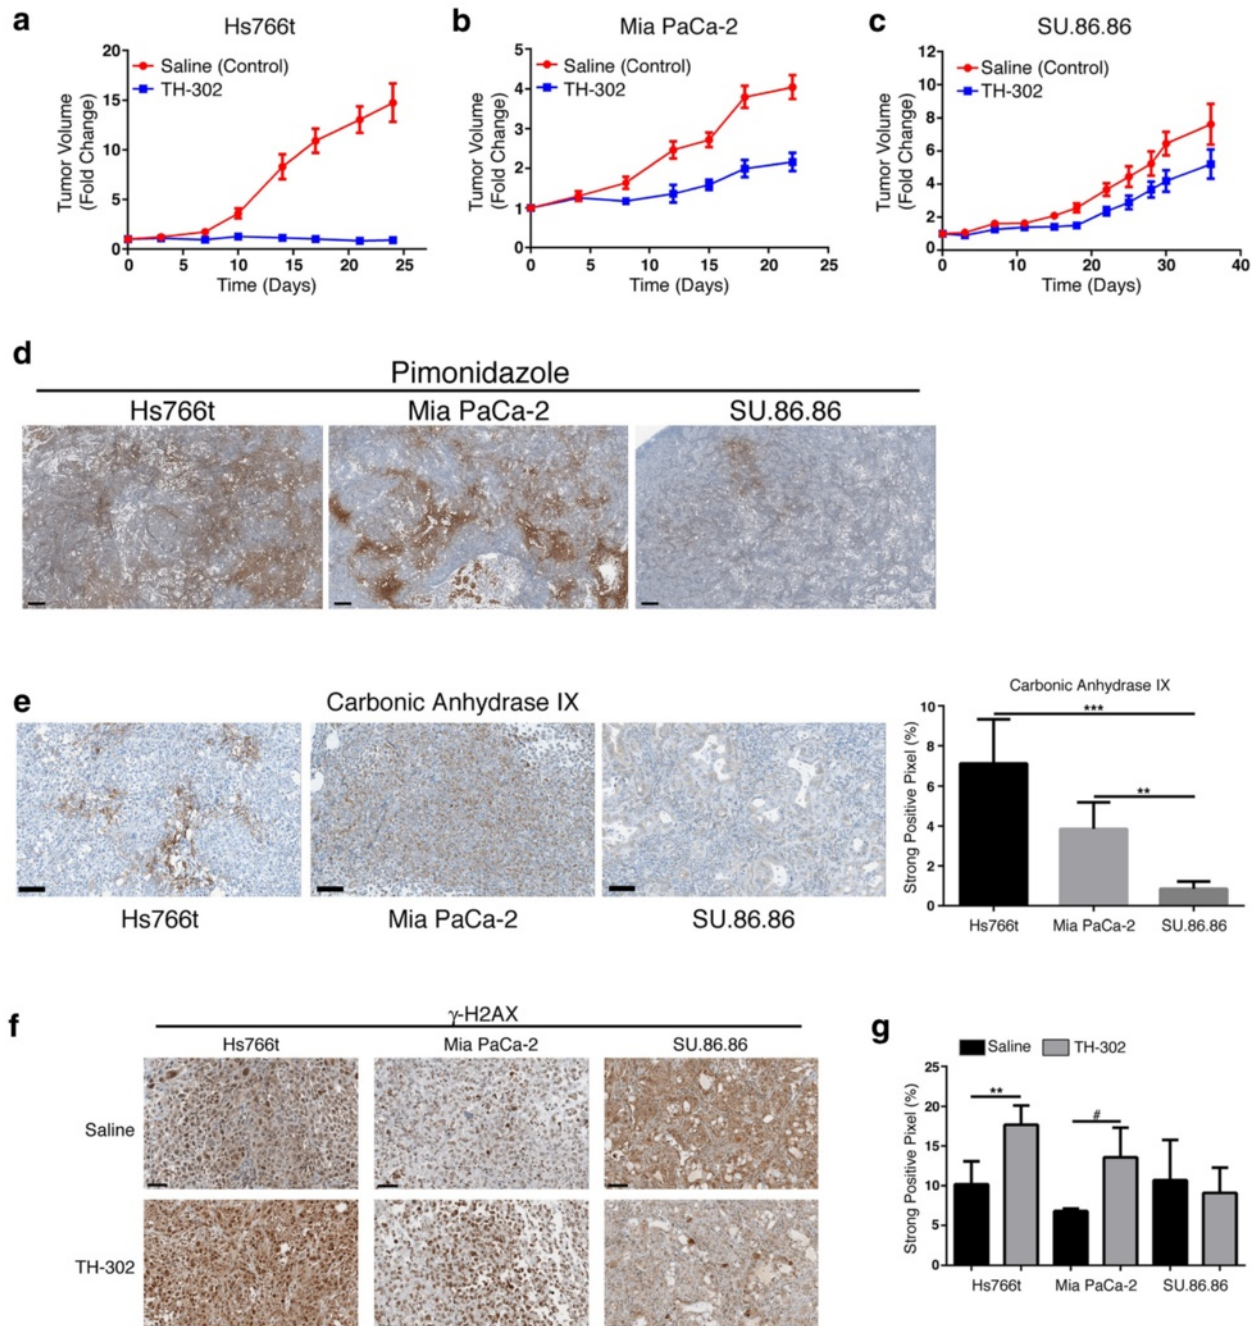 a
Hs766t
Tumor Volume
(Fold Change)
20
15
10
5
0
Saline (Control)
TH-302
0 5 10 15 20 25
Time (Days)
b
Mia PaCa-2
Tumor Volume
(Fold Change)
5
4
3
2
1
0
Saline (Control)
TH-302
0 5 10 15 20 25
Time (Days)
c
SU.86.86
Tumor Volume
(Fold Change)
12
10
8
6
4
2
0
Saline (Control)
TH-302
0 10 20 30 40
Time (Days)
d
Pimonidazole
Hs766t Mia PaCa-2 SU.86.86
e
Carbonic Anhydrase IX
Hs766t Mia PaCa-2 SU.86.86
Carbonic Anhydrase IX
Strong Positive Pixel (%)
10
8
6
4
2
0
***
**
Hs766t Mia PaCa-2 SU.86.86
f
γ-H2AX
Hs766t Mia PaCa-2 SU.86.86
Saline
TH-302
g
Saline TH-302
Strong Positive Pixel (%)
25
20
15
10
5
0
**
#
Hs766t Mia PaCa-2 SU.86.86